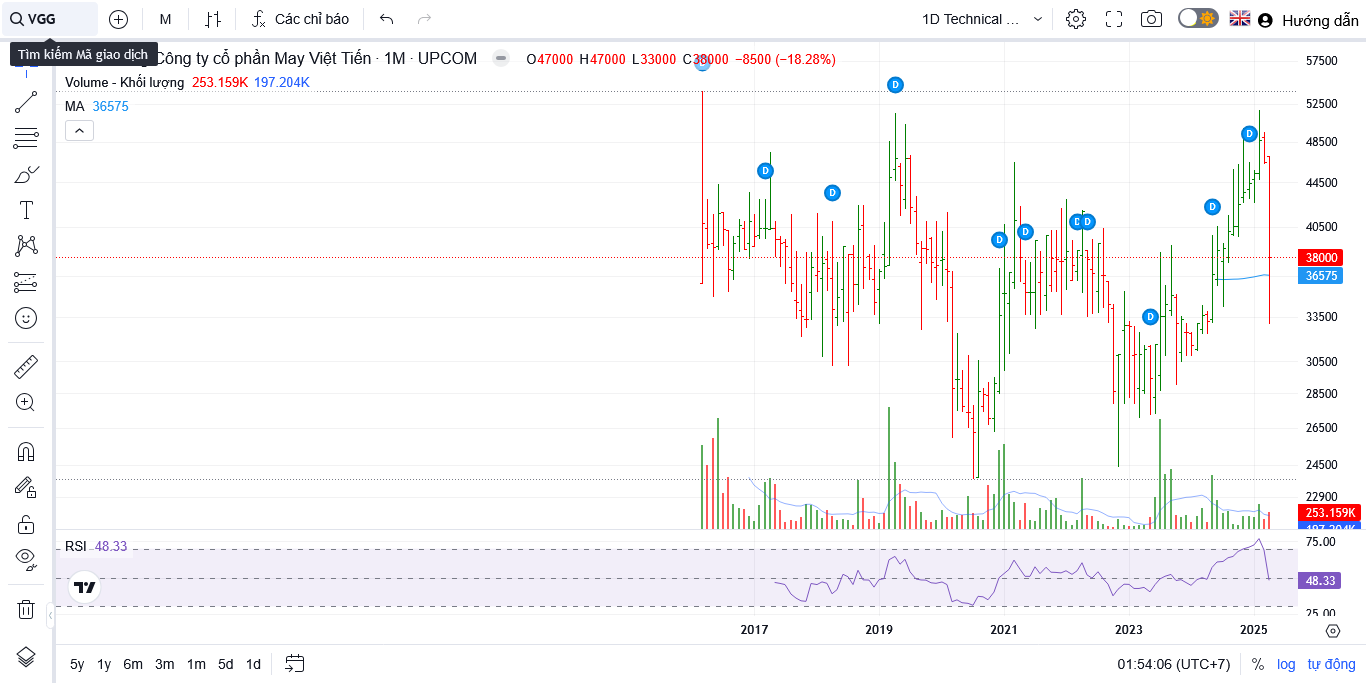 VGG
M
Các chỉ báo
1D Technical ...
Hướng dẫn
Tìm kiếm Mã giao dịch
Công ty cổ phần May Việt Tiến · 1M · UPCOM
O47000 H47000 L33000 C38000 −8500 (−18.28%)
Volume - Khối lượng 253.159K 197.204K
MA 36575
57500
52500
48500
44500
40500
38000
36575
33500
30500
28500
26500
24500
22900
253.159K
197.204K
D
D
D
D
D
D
D
D
D
D
D
RSI 48.33
75.00
48.33
25.00
2017
2019
2021
2023
2025
5y 1y 6m 3m 1m 5d 1d
01:54:06 (UTC+7)
% log tự động